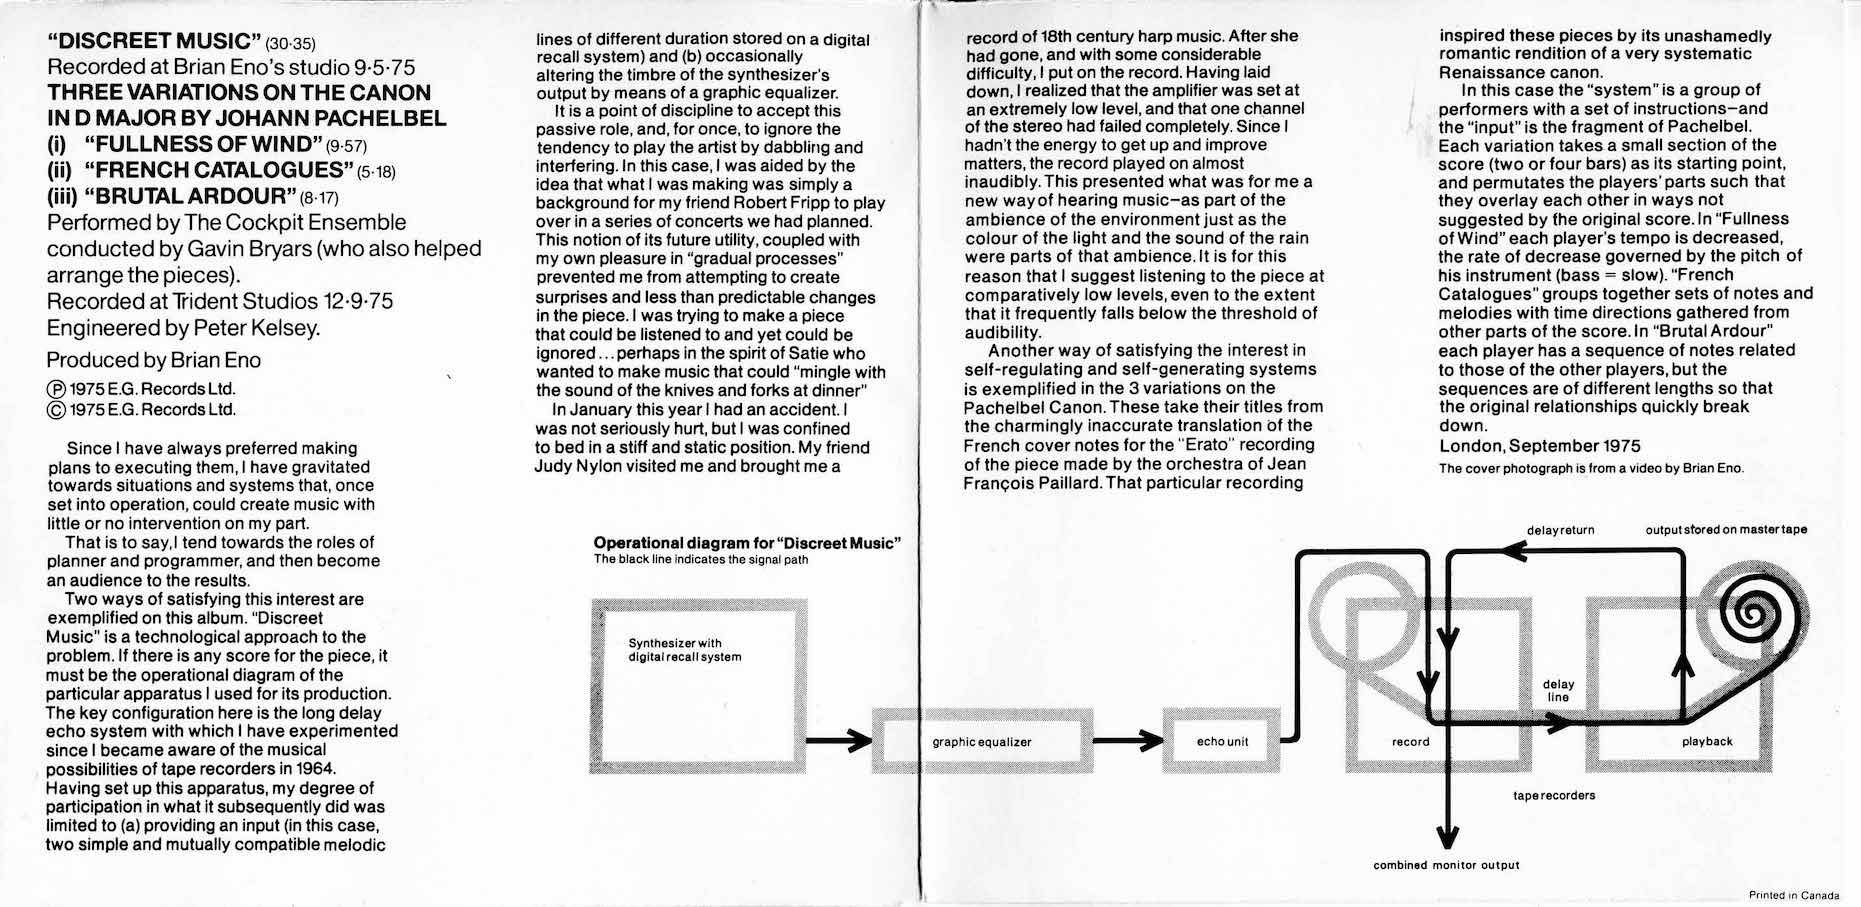 “DISCREET MUSIC” (30·35)
Recorded at Brian Eno’s studio 9·5·75
THREE VARIATIONS ON THE CANON
IN D MAJOR BY JOHANN PACHELBEL
(i) “FULLNESS OF WIND” (9·57)
(ii) “FRENCH CATALOGUES” (5·18)
(iii) “BRUTAL ARDOUR” (8·17)
Performed by The Cockpit Ensemble
conducted by Gavin Bryars (who also helped
arrange the pieces).
Recorded at Trident Studios 12·9·75
Engineered by Peter Kelsey.
Produced by Brian Eno
Ⓟ 1975 E.G. Records Ltd.
© 1975 E.G. Records Ltd.
Since I have always preferred making
plans to executing them, I have gravitated
towards situations and systems that, once
set into operation, could create music with
little or no intervention on my part.
That is to say, I tend towards the roles of
planner and programmer, and then become
an audience to the results.
Two ways of satisfying this interest are
exemplified on this album. “Discreet
Music” is a technological approach to the
problem. If there is any score for the piece, it
must be the operational diagram of the
particular apparatus I used for its production.
The key configuration here is the long delay
echo system with which I have experimented
since I became aware of the musical
possibilities of tape recorders in 1964.
Having set up this apparatus, my degree of
participation in what it subsequently did was
limited to (a) providing an input (in this case,
two simple and mutually compatible melodic
lines of different duration stored on a digital
recall system) and (b) occasionally
altering the timbre of the synthesizer’s
output by means of a graphic equalizer.
It is a point of discipline to accept this
passive role, and, for once, to ignore the
tendency to play the artist by dabbling and
interfering. In this case, I was aided by the
idea that what I was making was simply a
background for my friend Robert Fripp to play
over in a series of concerts we had planned.
This notion of its future utility, coupled with
my own pleasure in “gradual processes”
prevented me from attempting to create
surprises and less than predictable changes
in the piece. I was trying to make a piece
that could be listened to and yet could be
ignored... perhaps in the spirit of Satie who
wanted to make music that could “mingle with
the sound of the knives and forks at dinner”
In January this year I had an accident. I
was not seriously hurt, but I was confined
to bed in a stiff and static position. My friend
Judy Nylon visited me and brought me a
record of 18th century harp music. After she
had gone, and with some considerable
difficulty, I put on the record. Having laid
down, I realized that the amplifier was set at
an extremely low level, and that one channel
of the stereo had failed completely. Since I
hadn’t the energy to get up and improve
matters, the record played on almost
inaudibly. This presented what was for me a
new way of hearing music—as part of the
ambience of the environment just as the
colour of the light and the sound of the rain
were parts of that ambience. It is for this
reason that I suggest listening to the piece at
comparatively low levels, even to the extent
that it frequently falls below the threshold of
audibility.
Another way of satisfying the interest in
self-regulating and self-generating systems
is exemplified in the 3 variations on the
Pachelbel Canon. These take their titles from
the charmingly inaccurate translation of the
French cover notes for the “Erato” recording
of the piece made by the orchestra of Jean
François Paillard. That particular recording
inspired these pieces by its unashamedly
romantic rendition of a very systematic
Renaissance canon.
In this case the “system” is a group of
performers with a set of instructions—and
the “input” is the fragment of Pachelbel.
Each variation takes a small section of the
score (two or four bars) as its starting point,
and permutates the players’ parts such that
they overlay each other in ways not
suggested by the original score. In “Fullness
of Wind” each player’s tempo is decreased,
the rate of decrease governed by the pitch of
his instrument (bass = slow). “French
Catalogues” groups together sets of notes and
melodies with time directions gathered from
other parts of the score. In “Brutal Ardour”
each player has a sequence of notes related
to those of the other players, but the
sequences are of different lengths so that
the original relationships quickly break
down.
London, September 1975
The cover photograph is from a video by Brian Eno.
Operational diagram for “Discreet Music”
The black line indicates the signal path
Synthesizer with
digital recall system
graphic equalizer
echo unit
delay return
output stored on master tape
delay
line
record
playback
tape recorders
combined monitor output
Printed in Canada